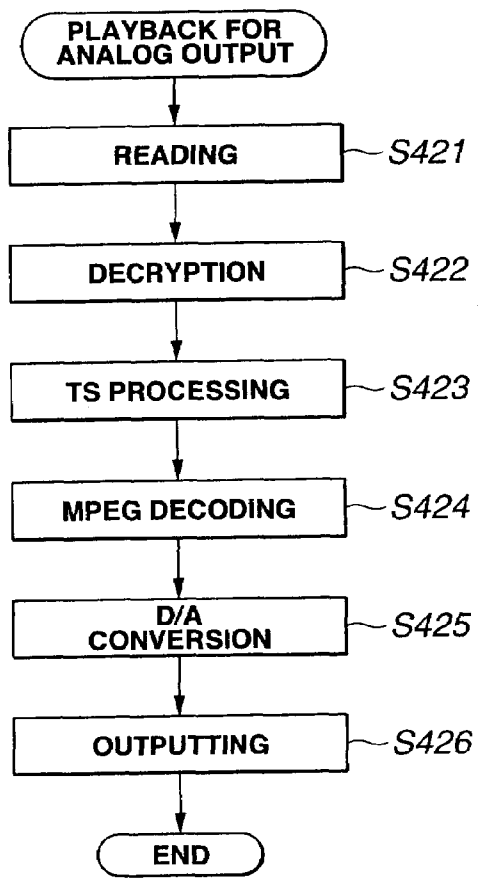 PLAYBACK FOR
ANALOG OUTPUT
READING
S421
DECRYPTION
S422
TS PROCESSING
S423
MPEG DECODING
S424
D/A
CONVERSION
S425
OUTPUTTING
S426
END